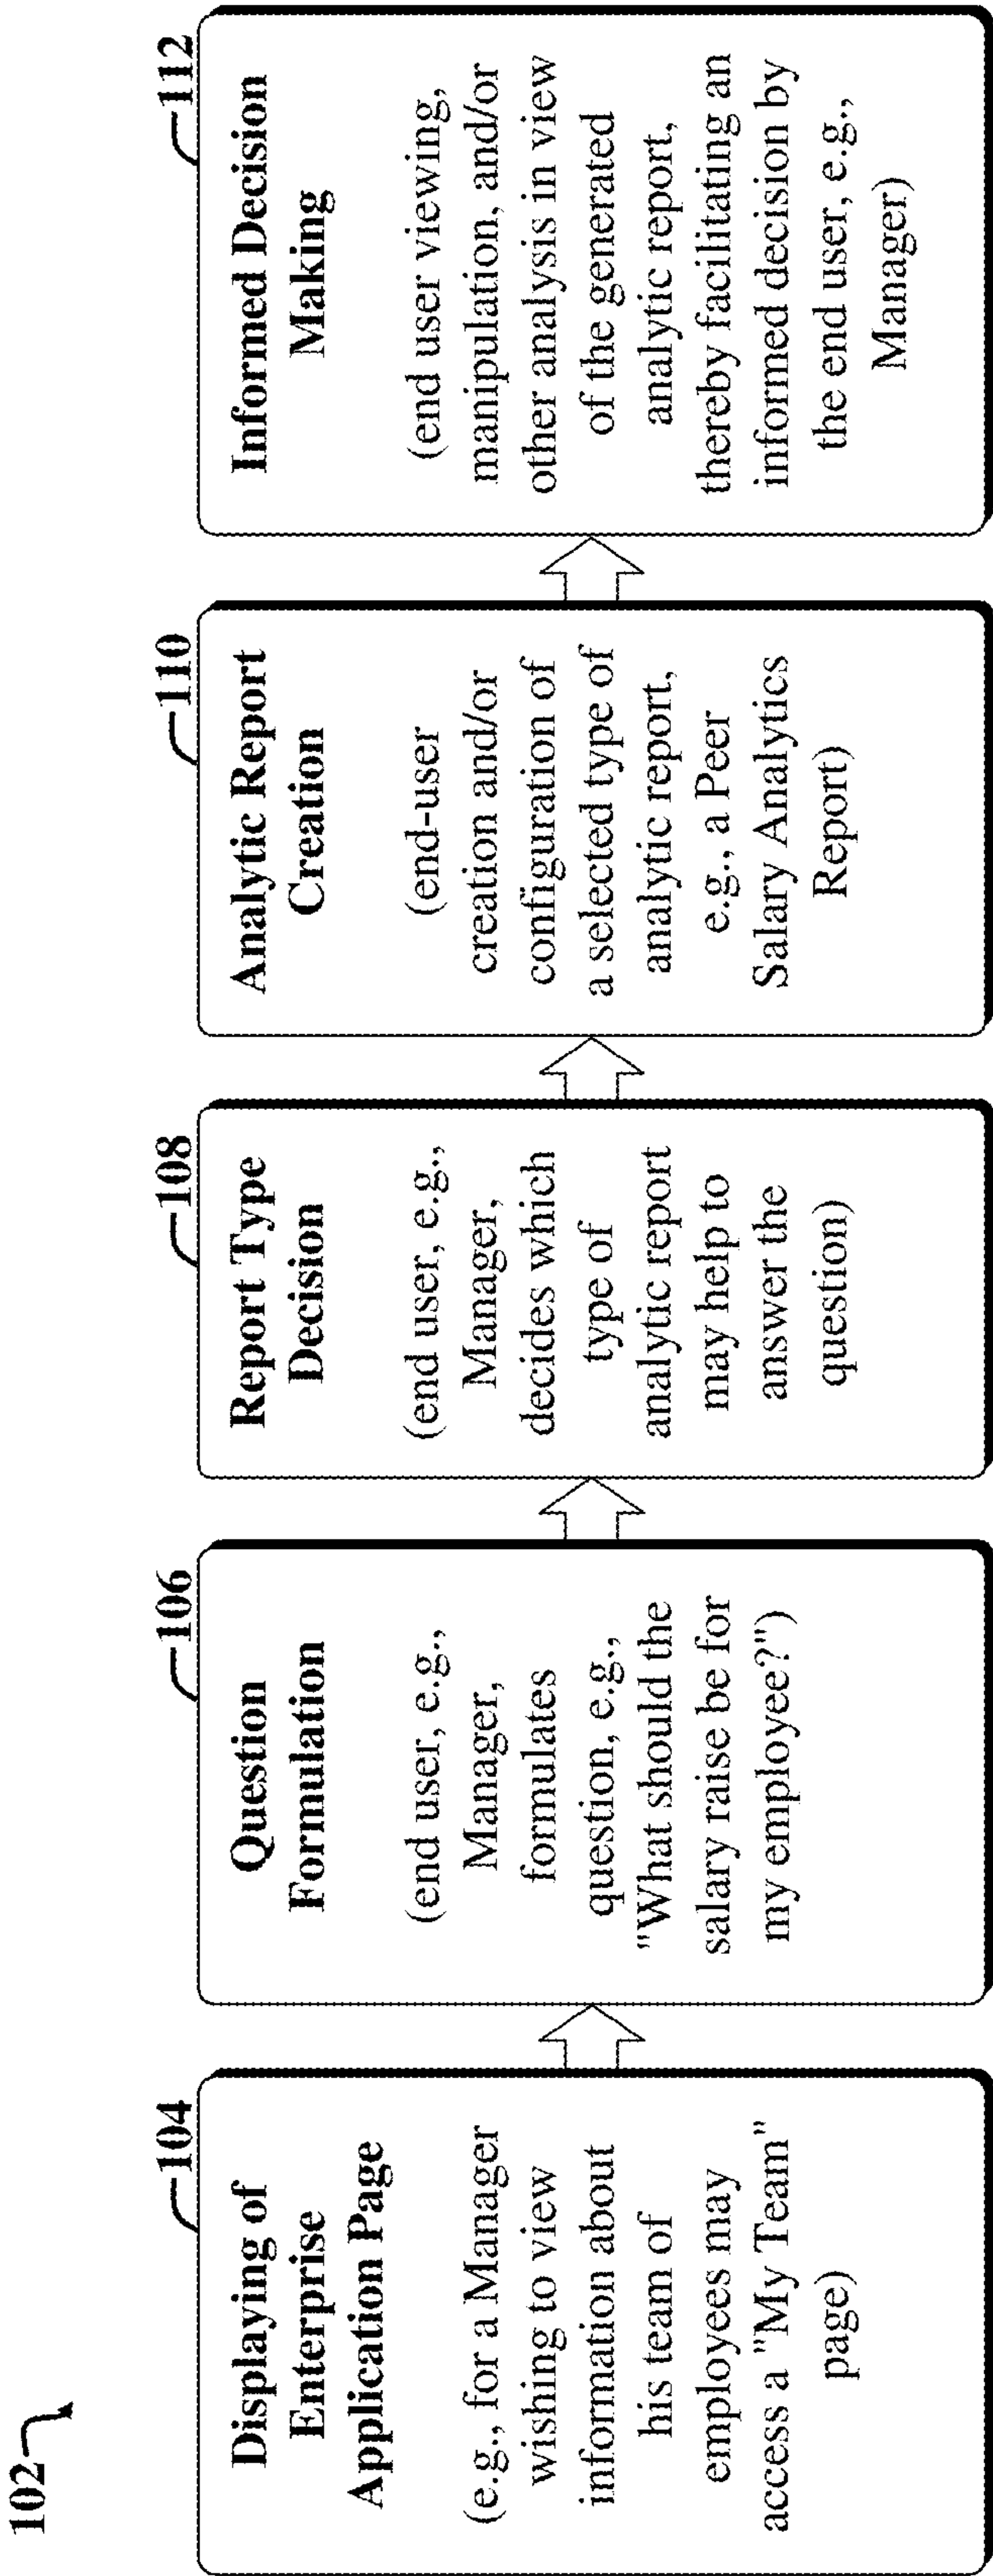 102
104
Displaying of
Enterprise
Application Page
(e.g., for a Manager
wishing to view
information about
his team of
employees may
access a "My Team"
page)
106
Question
Formulation
(end user, e.g.,
Manager,
formulates
question, e.g.,
"What should the
salary raise be for
my employee?")
108
Report Type
Decision
(end user, e.g.,
Manager,
decides which
type of
analytic report
may help to
answer the
question)
110
Analytic Report
Creation
(end-user
creation and/or
configuration of
a selected type of
analytic report,
e.g., a Peer
Salary Analytics
Report)
112
Informed Decision
Making
(end user viewing,
manipulation, and/or
other analysis in view
of the generated
analytic report,
thereby facilitating an
informed decision by
the end user, e.g.,
Manager)